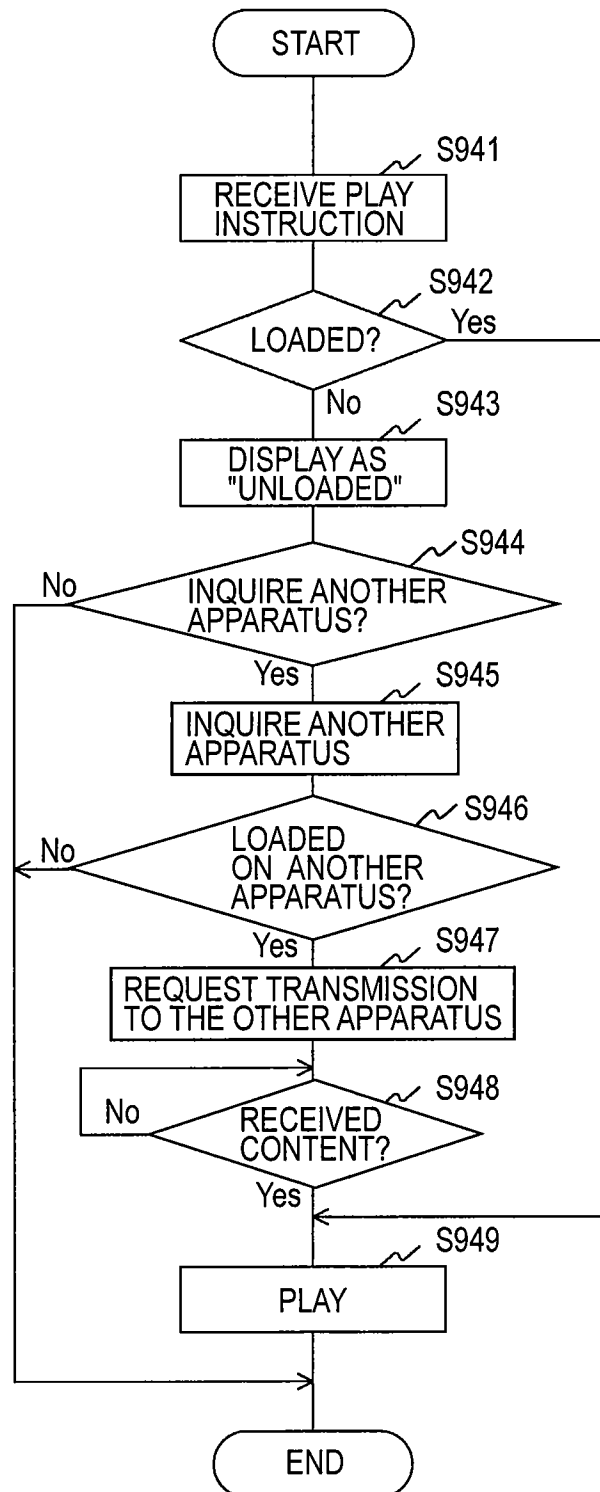 START
S941
RECEIVE PLAY
INSTRUCTION
S942
LOADED?
Yes
No
S943
DISPLAY AS
"UNLOADED"
S944
No
INQUIRE ANOTHER
APPARATUS?
Yes
S945
INQUIRE ANOTHER
APPARATUS
S946
No
LOADED
ON ANOTHER
APPARATUS?
Yes
S947
REQUEST TRANSMISSION
TO THE OTHER APPARATUS
S948
No
RECEIVED
CONTENT?
Yes
S949
PLAY
END